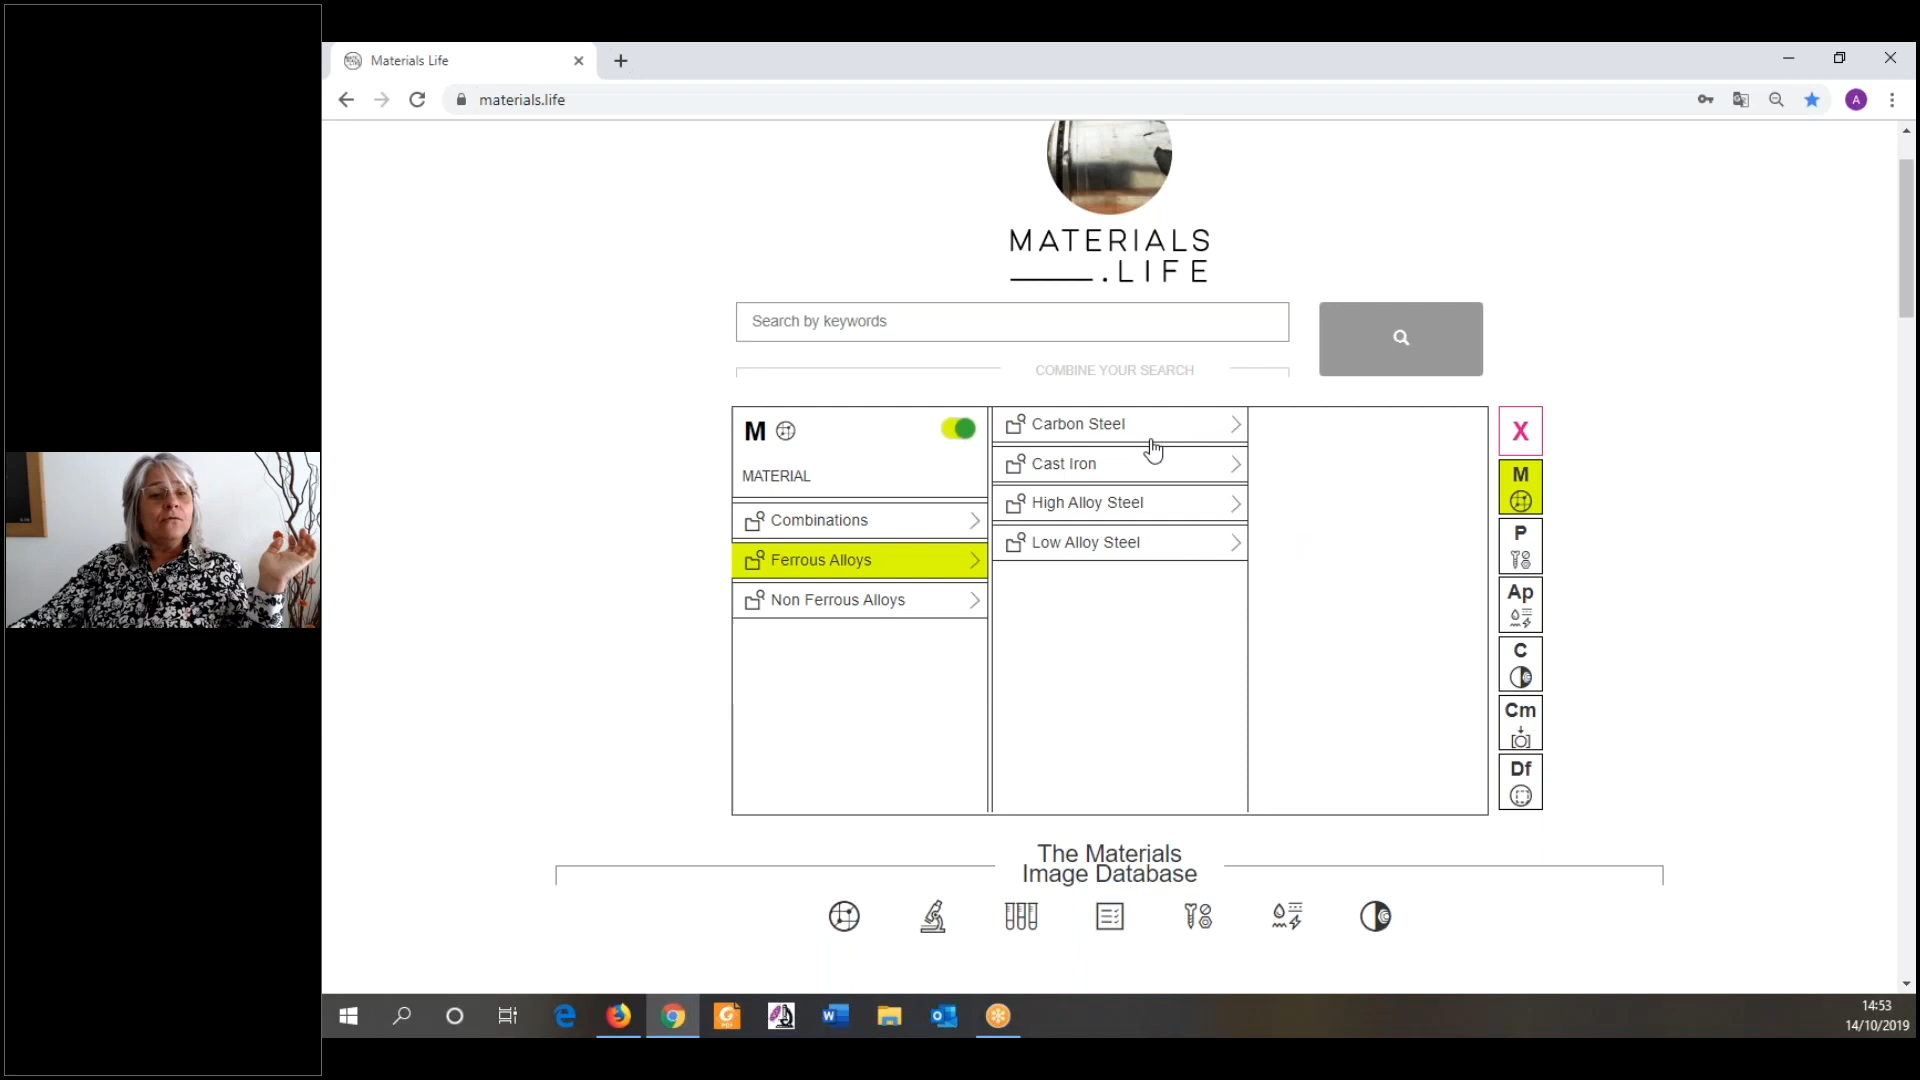 Materials Life
materials.life
A
MATERIALS
.LIFE
Search by keywords
COMBINE YOUR SEARCH
M
MATERIAL
Combinations
Ferrous Alloys
Non Ferrous Alloys
Carbon Steel
Cast Iron
High Alloy Steel
Low Alloy Steel
X
M
P
Ap
C
Cm
Df
The Materials
Image Database
14:53
14/10/2019